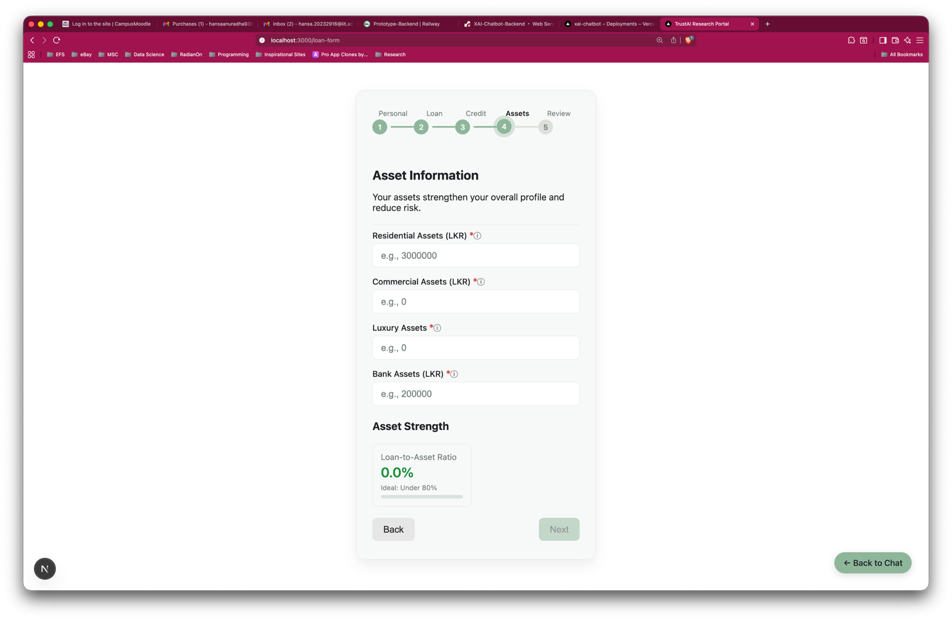 Log in to the site | CampusMoodle
Purchases (1) - hansaanuradha93@
Inbox (2) - hansa.20232916@iit.ac
Prototype-Backend | Railway
XAI-Chatbot-Backend • Web Ser
xai-chatbot – Deployments – Verc
TrustAI Research Portal
localhost:3000/loan-form
EFS
eBay
MSC
Data Science
RadianOn
Programming
Inspirational Sites
Pro App Clones by...
Research
All Bookmarks
Personal
Loan
Credit
Assets
Review
1
2
3
4
5
Asset Information
Your assets strengthen your overall profile and
reduce risk.
Residential Assets (LKR) *
e.g., 3000000
Commercial Assets (LKR) *
e.g., 0
Luxury Assets *
e.g., 0
Bank Assets (LKR) *
e.g., 200000
Asset Strength
Loan-to-Asset Ratio
0.0%
Ideal: Under 80%
Back
Next
N
← Back to Chat